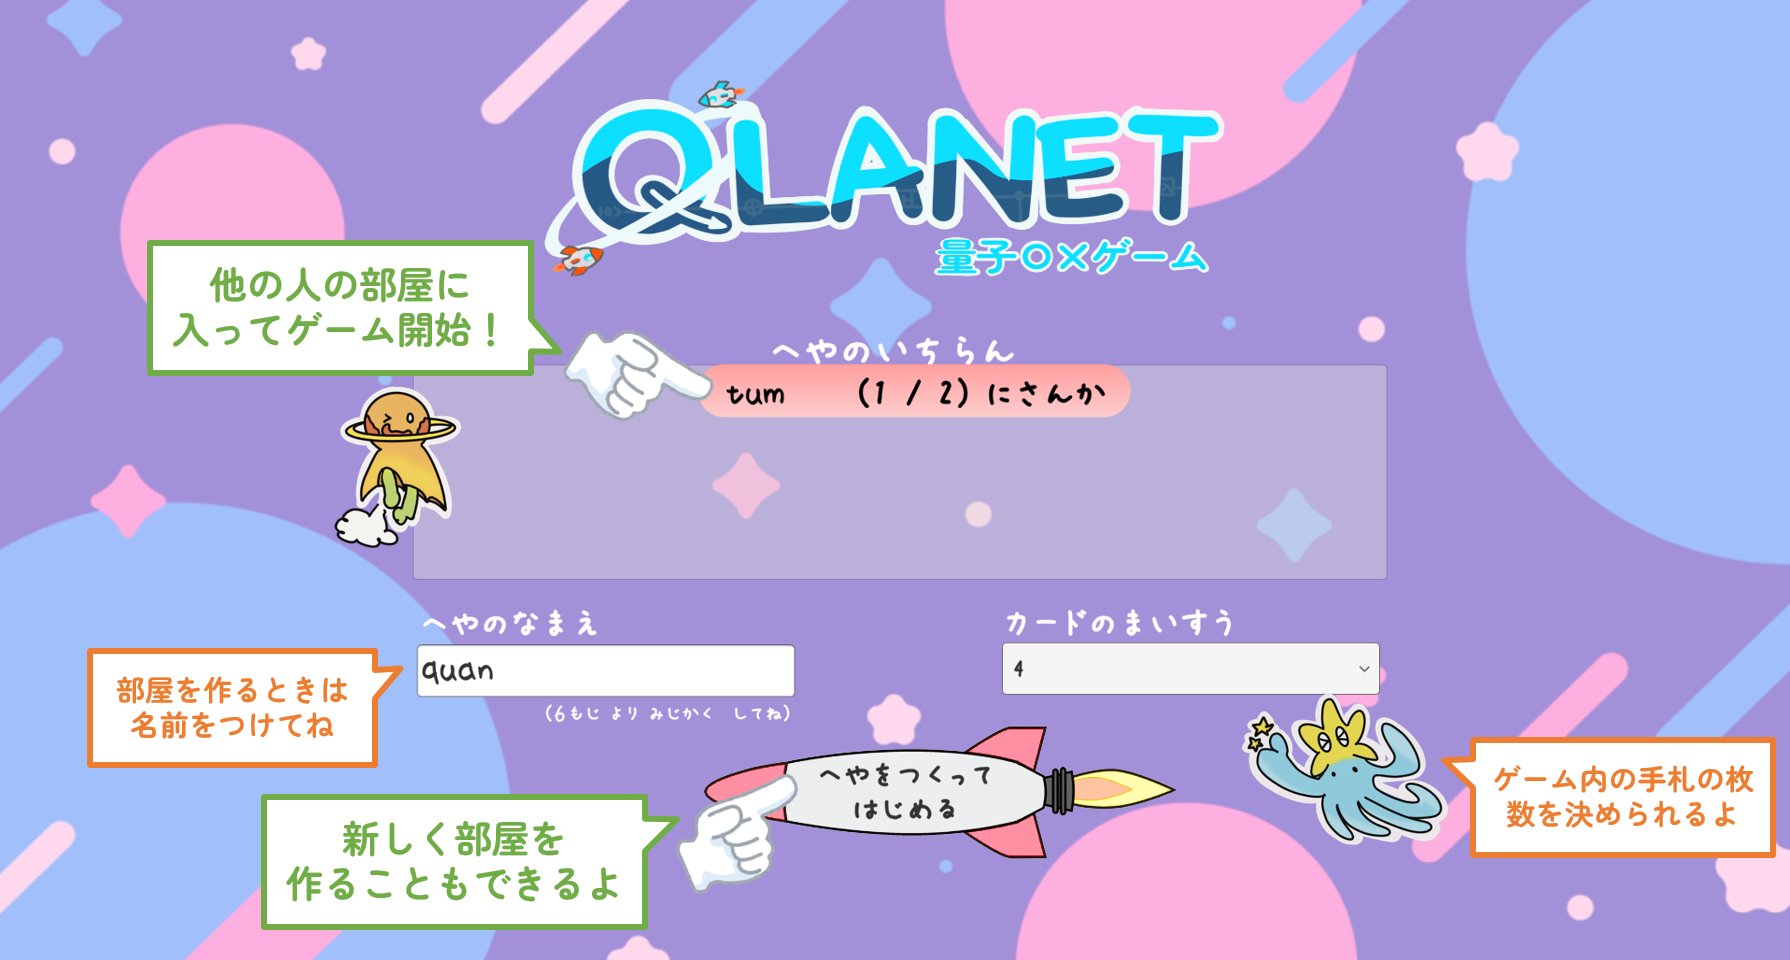 QLANET
量子○×ゲーム
他の人の部屋に
入ってゲーム開始！
へやのいちらん
tum (1 / 2) にさんか
へやのなまえ
quan
(6もじ より みじかく してね)
カードのまいすう
4
部屋を作るときは
名前をつけてね
へやをつくって
はじめる
ゲーム内の手札の枚
数を決められるよ
新しく部屋を
作ることもできるよ